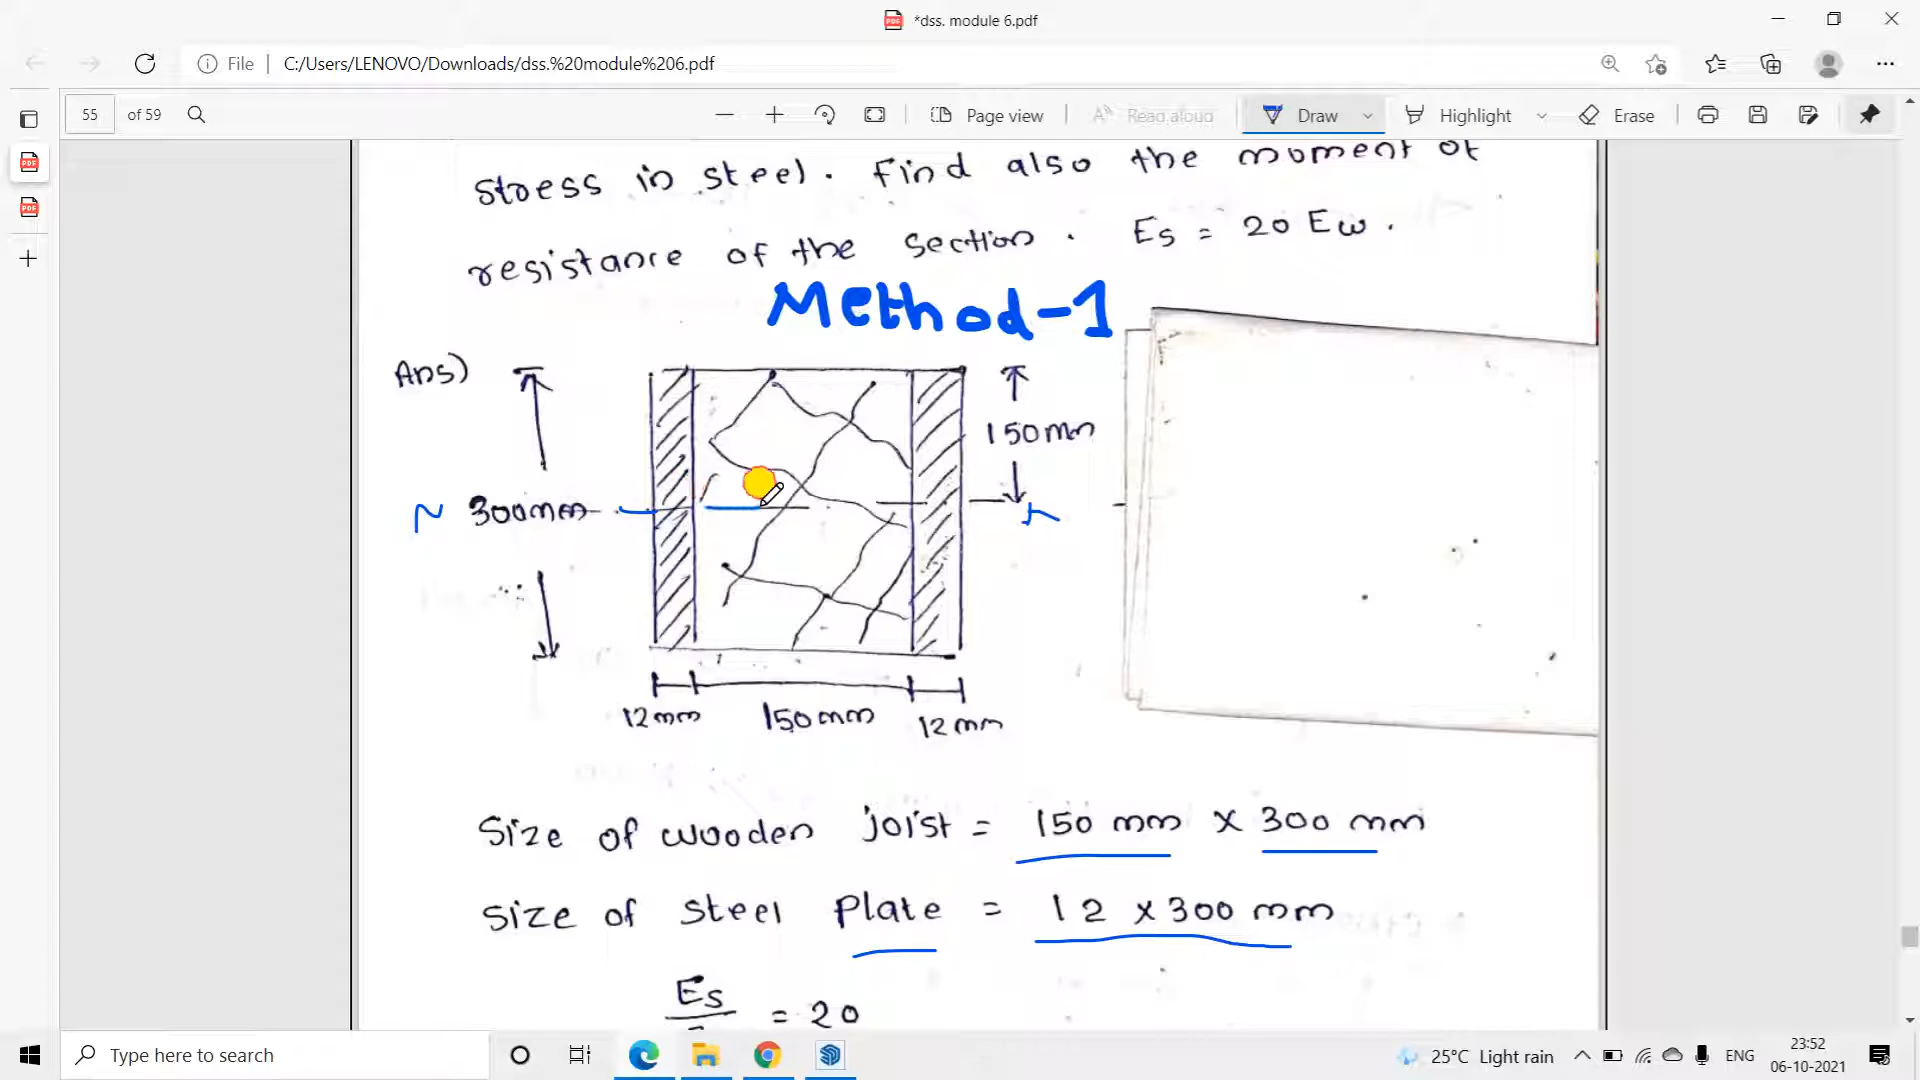 *dss. module 6.pdf
File | C:/Users/LENOVO/Downloads/dss.%20module%206.pdf
55 of 59
Page view
Read aloud
Draw
Highlight
Erase
stress in steel. Find also the moment of
resistance of the section. Es = 20 Ew.
Method-1
Ans)
150mm
N 300mm
12mm 150mm 12mm
Size of wooden joist = 150 mm x 300 mm
Size of steel plate = 12 x 300 mm
Es
= 20
Type here to search
25°C Light rain
ENG
23:52
06-10-2021